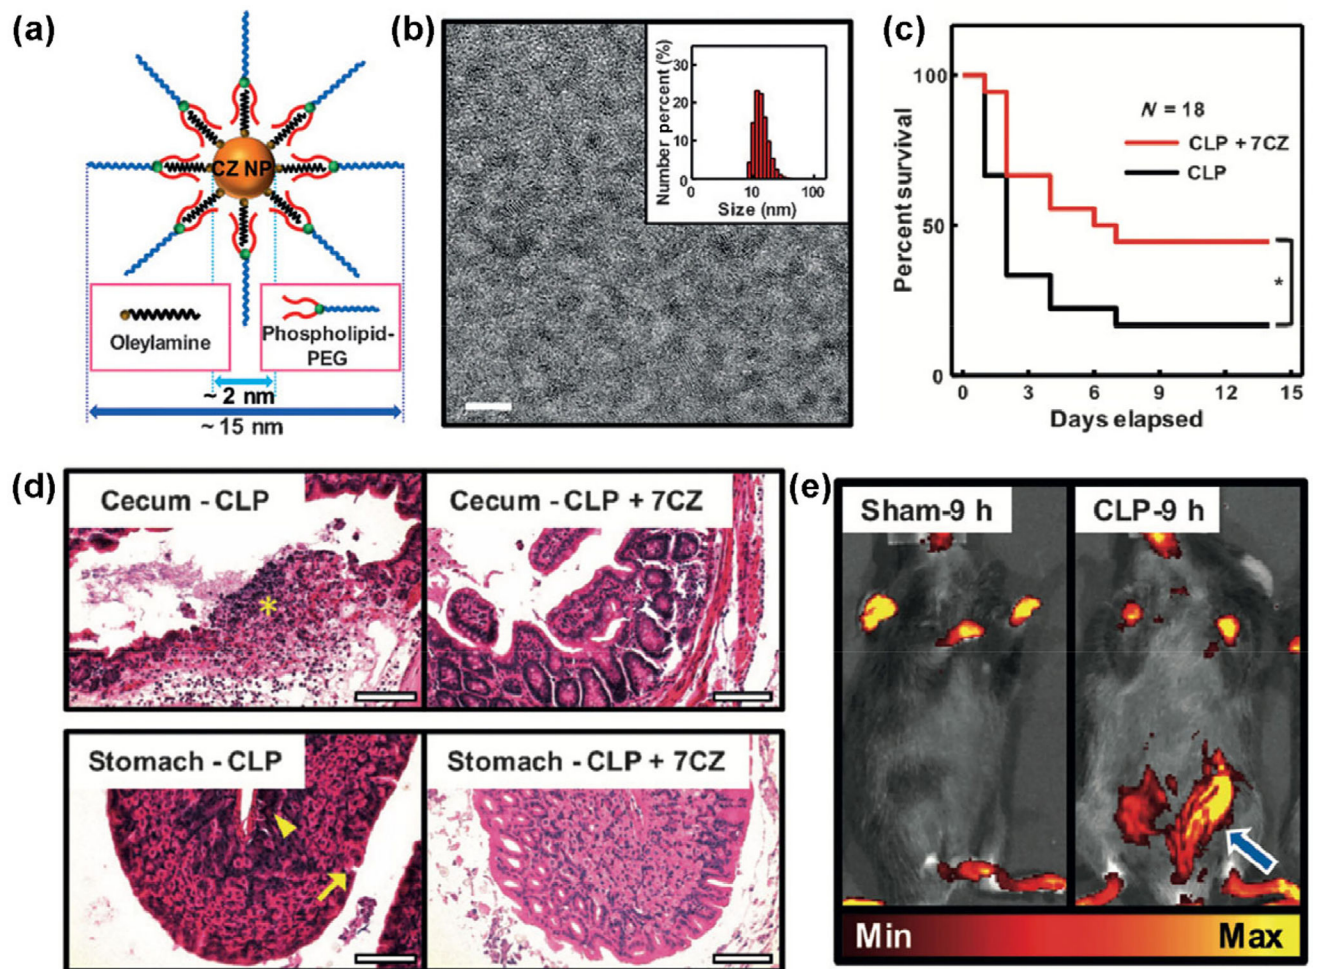 (a)
CZ NP
Oleylamine
Phospholipid-
PEG
~ 2 nm
~ 15 nm
(b)
Number percent (%)
30
20
10
0
10
100
Size (nm)
(c)
Percent survival
100
50
0
N = 18
CLP + 7CZ
CLP
*
0 3 6 9 12 15
Days elapsed
(d)
Cecum - CLP
*
Cecum - CLP + 7CZ
Stomach - CLP
Stomach - CLP + 7CZ
(e)
Sham-9 h
CLP-9 h
Min
Max